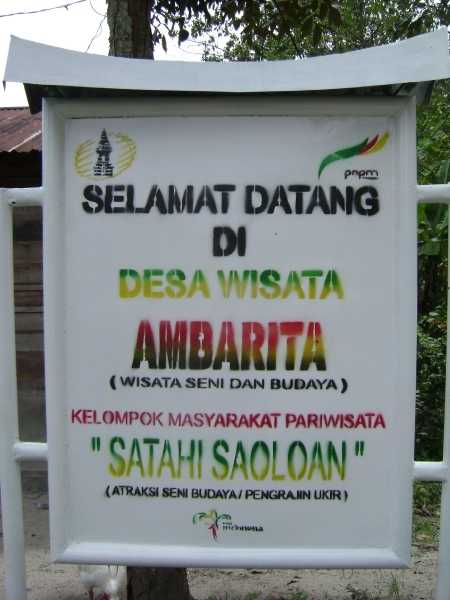 pnpm
SELAMAT DATANG
DI
DESA WISATA
AMBARITA
( WISATA SENI DAN BUDAYA )
KELOMPOK MASYARAKAT PARIWISATA
" SATAHI SAOLOAN "
(ATRAKSI SENI BUDAYA / PENGRAJIN UKIR)